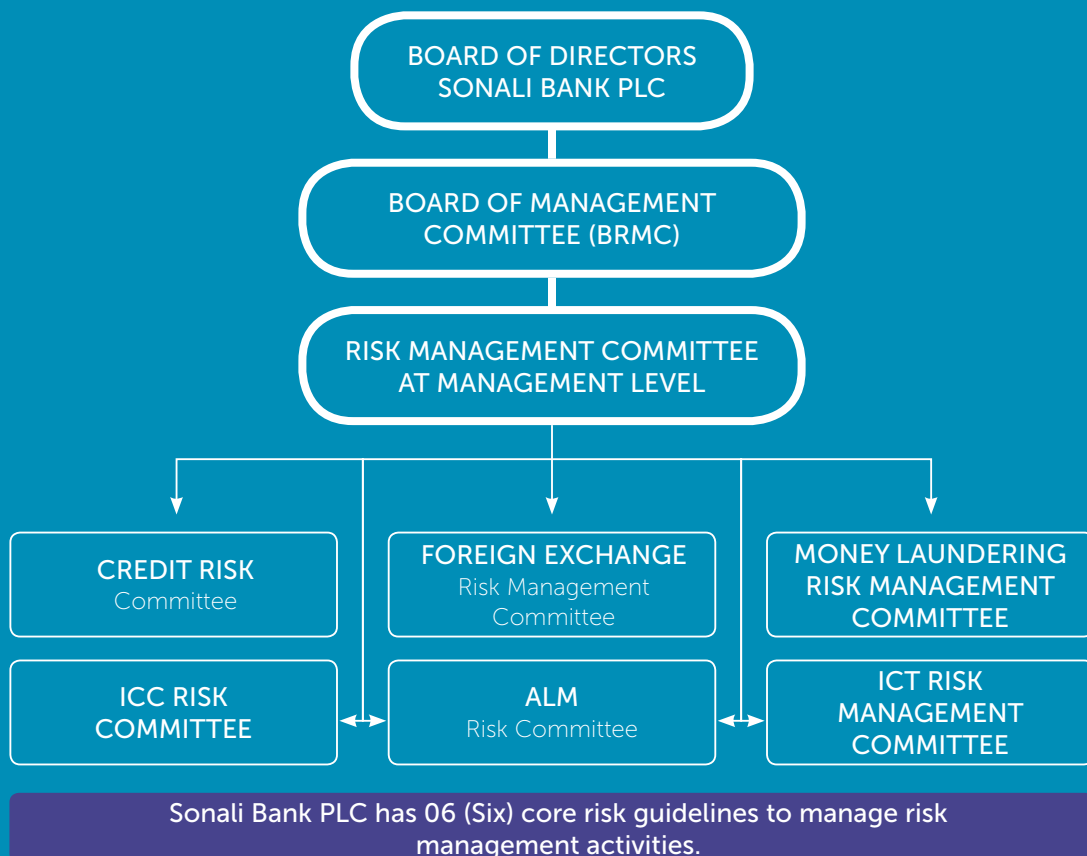 BOARD OF DIRECTORS
SONALI BANK PLC
BOARD OF MANAGEMENT
COMMITTEE (BRMC)
RISK MANAGEMENT COMMITTEE
AT MANAGEMENT LEVEL
CREDIT RISK
Committee
FOREIGN EXCHANGE
Risk Management
Committee
MONEY LAUNDERING
RISK MANAGEMENT
COMMITTEE
ICC RISK
COMMITTEE
ALM
Risk Committee
ICT RISK
MANAGEMENT
COMMITTEE
Sonali Bank PLC has 06 (Six) core risk guidelines to manage risk
management activities.